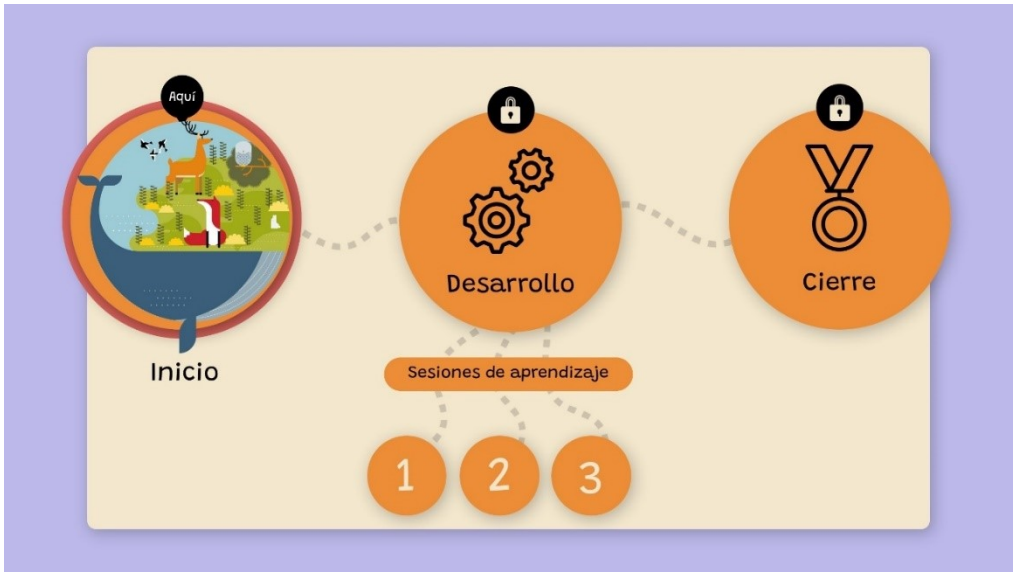 Aquí
Inicio
Desarrollo
Cierre
Sesiones de aprendizaje
1
2
3